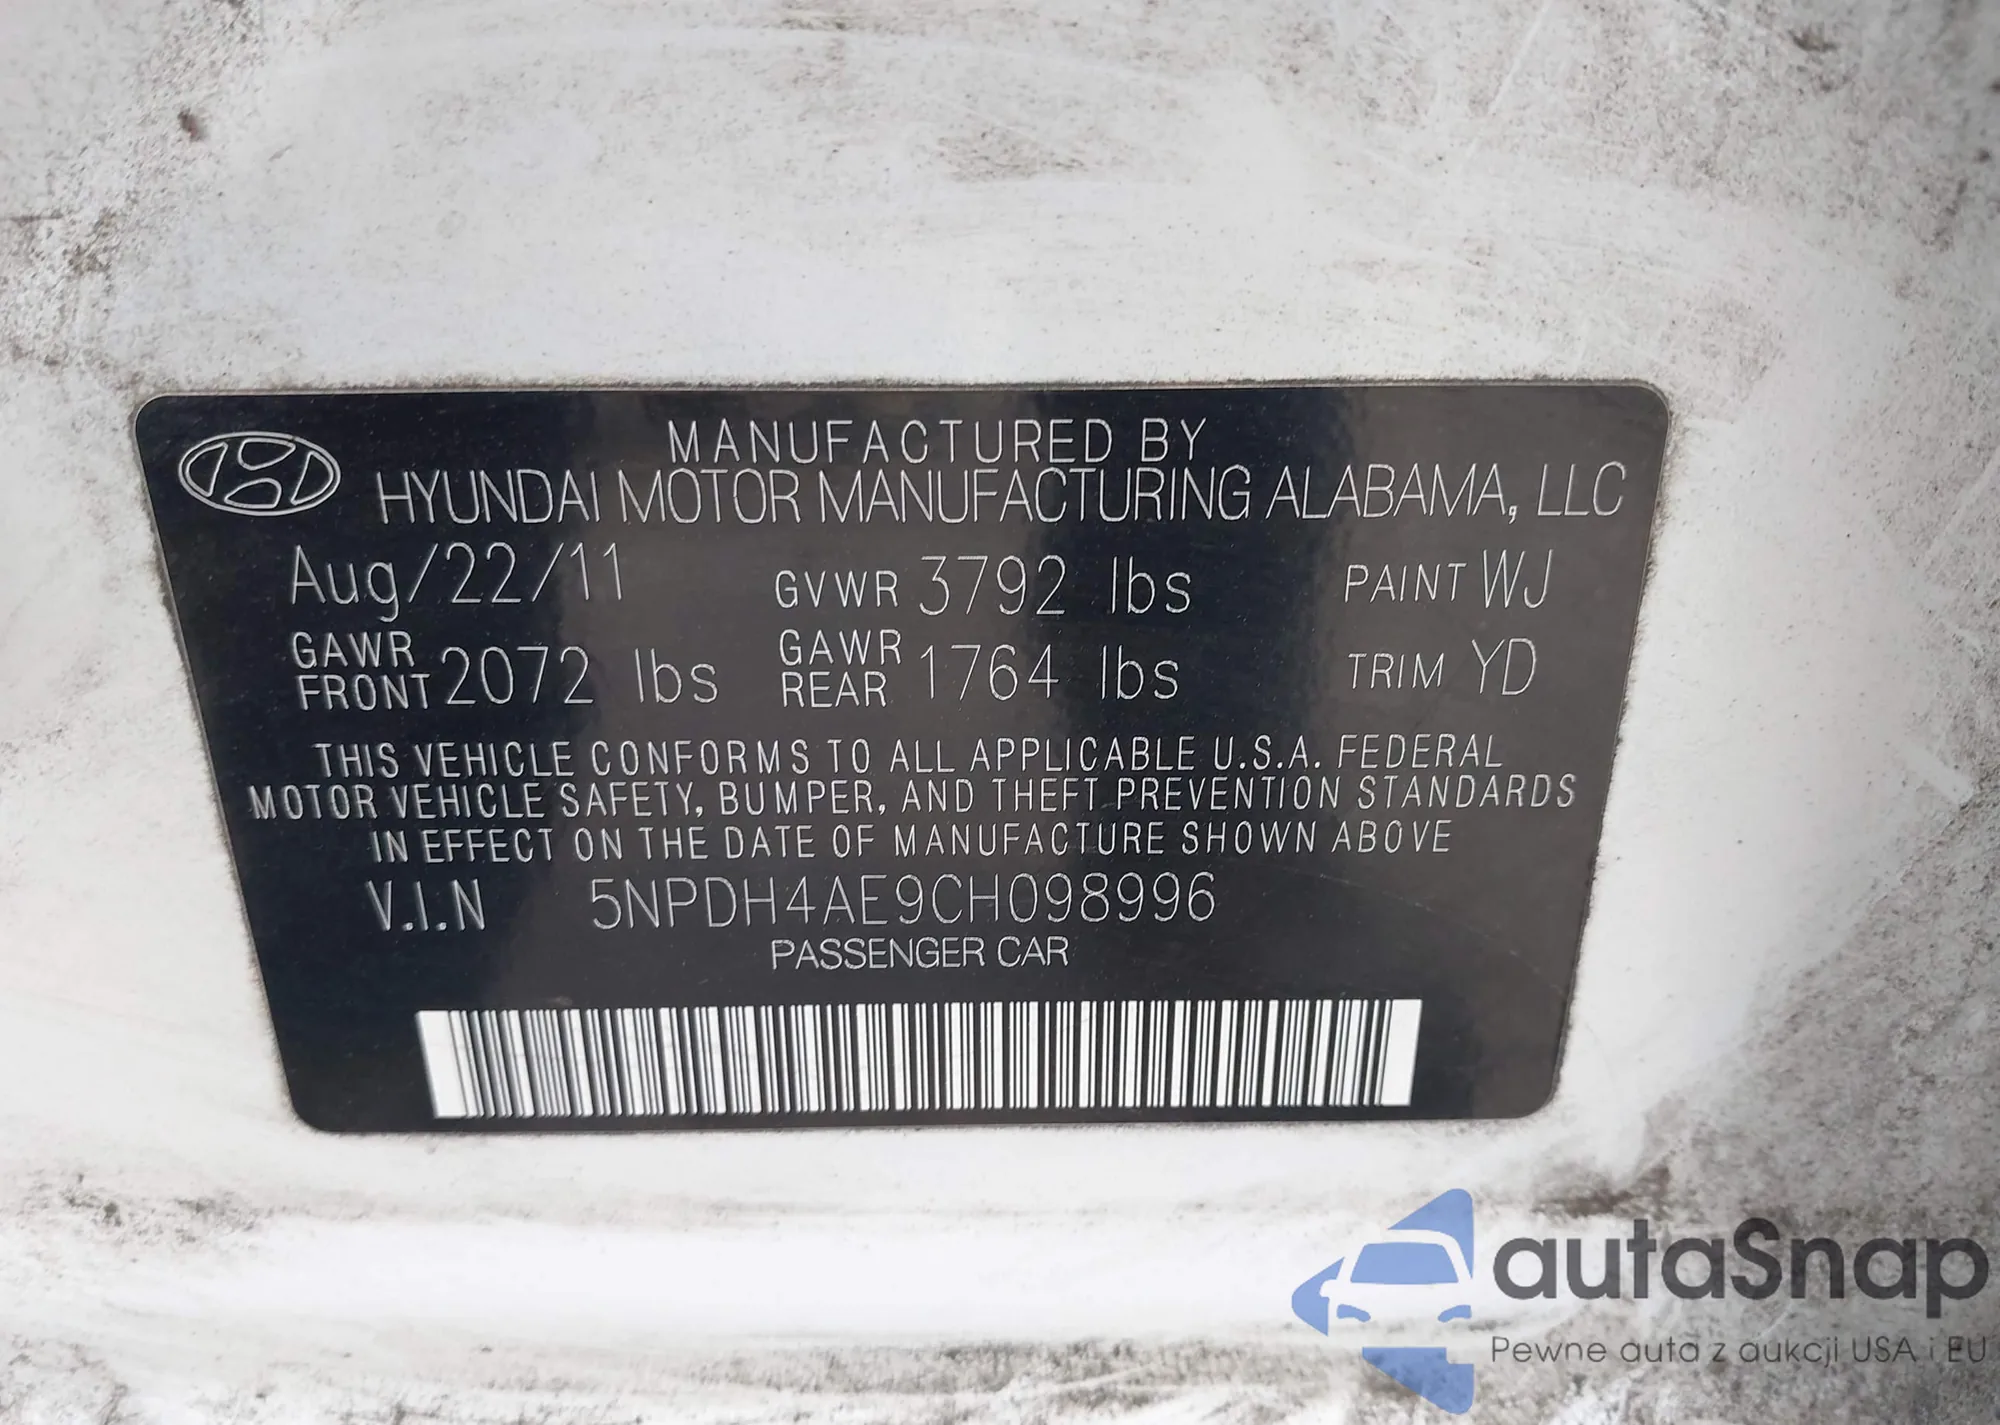 MANUFACTURED BY
HYUNDAI MOTOR MANUFACTURING ALABAMA, LLC
Aug/22/11 GVWR 3792 lbs PAINT WJ
GAWR FRONT 2072 lbs GAWR REAR 1764 lbs TRIM YD
THIS VEHICLE CONFORMS TO ALL APPLICABLE U.S.A. FEDERAL
MOTOR VEHICLE SAFETY, BUMPER, AND THEFT PREVENTION STANDARDS
IN EFFECT ON THE DATE OF MANUFACTURE SHOWN ABOVE
V.I.N 5NPDH4AE9CH098996
PASSENGER CAR
autaSnap
Pewne auta z aukcji USA i EU